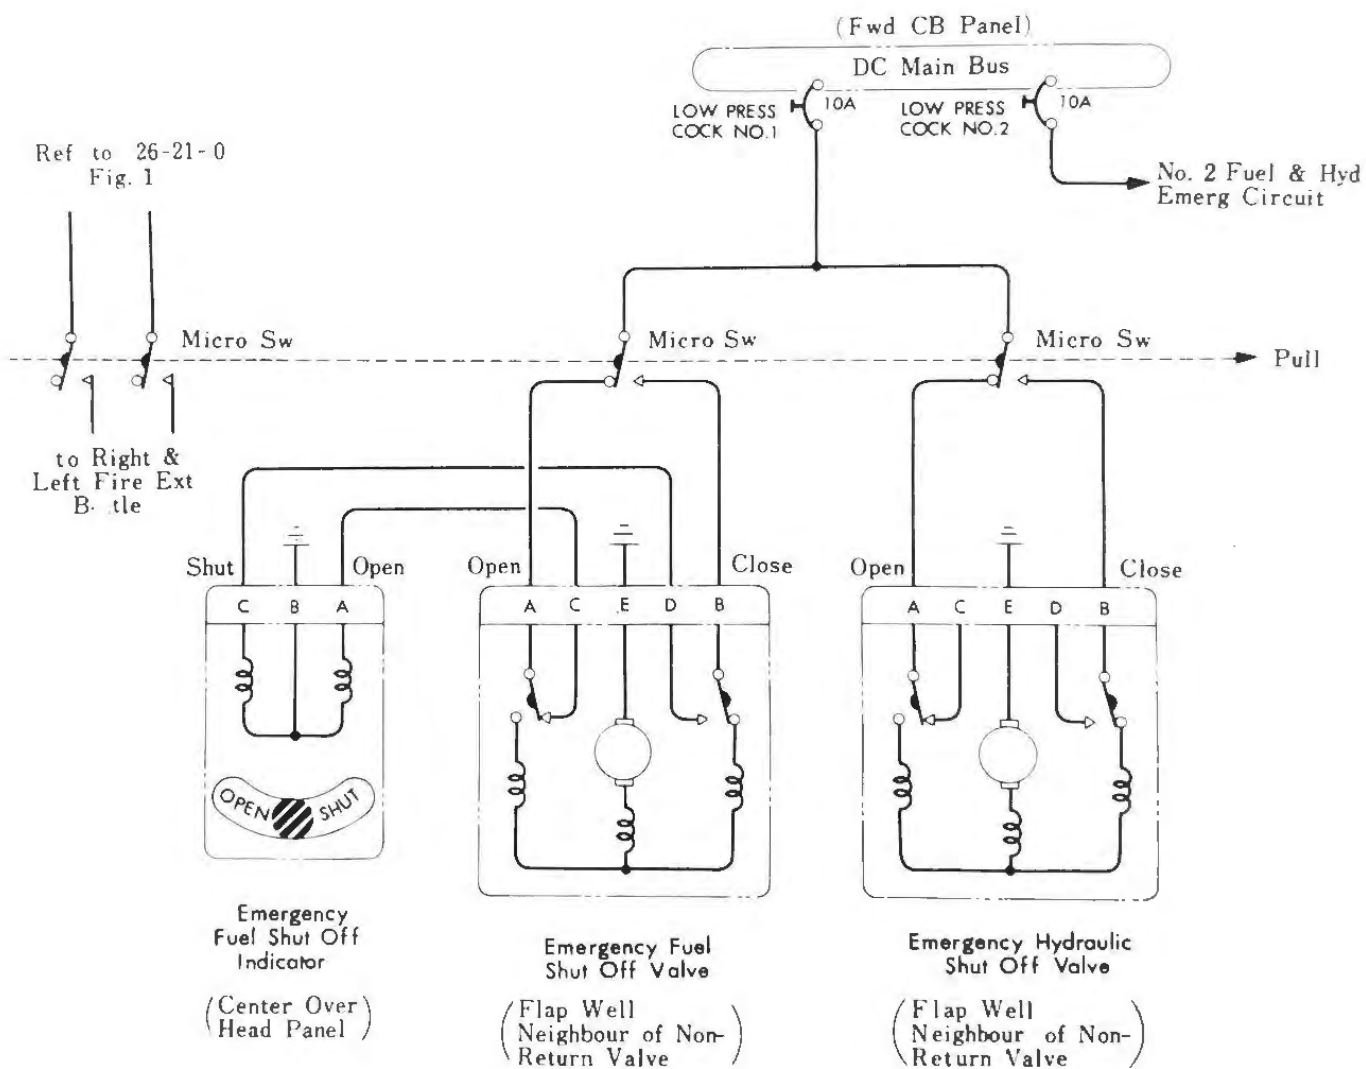 (Fwd CB Panel)
DC Main Bus
LOW PRESS
COCK NO.1
10A
LOW PRESS
COCK NO.2
10A
No. 2 Fuel & Hyd
Emerg Circuit
Ref to 26-21-0
Fig. 1
Micro Sw
Micro Sw
Micro Sw
Pull
to Right &
Left Fire Ext
Shut
Open
Open
Close
Open
Close
C B A
A C E D B
A C E D B
OPEN SHUT
Emergency
Fuel Shut Off
Indicator
(Center Over
Head Panel)
Emergency Fuel
Shut Off Valve
(Flap Well
Neighbour of Non-
Return Valve)
Emergency Hydraulic
Shut Off Valve
(Flap Well
Neighbour of Non-
Return Valve)